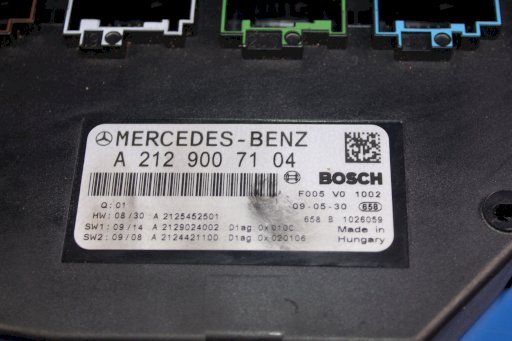 MERCEDES-BENZ
A 212 900 71 04
BOSCH
F005 V0 1002
Q: 01
09-05-30 658
HW: 08/30 A 2125452501
658 B 1026059
SW1: 09/14 A 2129024002 Diag: 0x010C
Made in
SW2: 09/08 A 2124421100 Diag: 0x020106
Hungary